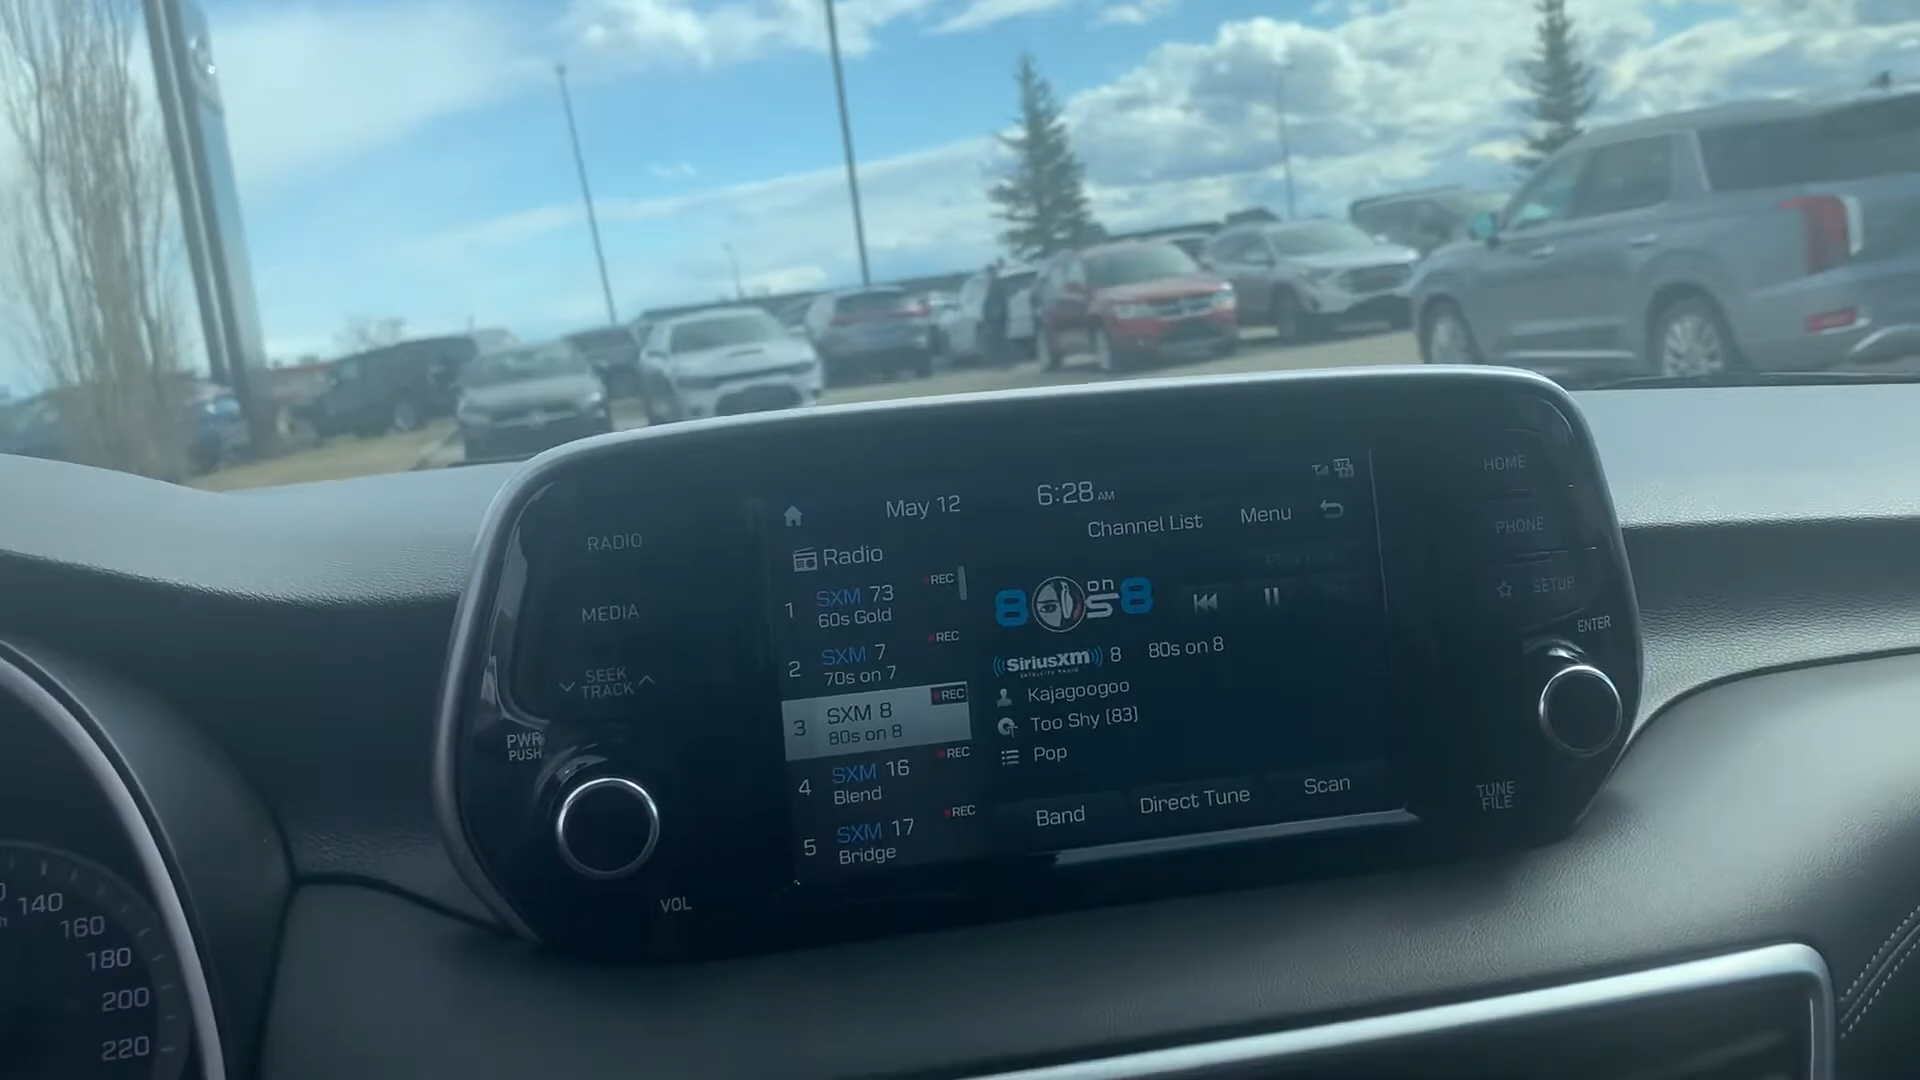 RADIO
MEDIA
SEEK
TRACK
PWR
PUSH
VOL
May 12
6:28 AM
Channel List
Menu
Radio
1 SXM 73 REC
60s Gold
2 SXM 7 REC
70s on 7
3 SXM 8 REC
80s on 8
4 SXM 16 REC
Blend
5 SXM 17 REC
Bridge
80s on 8
((SiriusXM)) 8 80s on 8
SATELLITE RADIO
Kajagoogoo
Too Shy (83)
Pop
Band
Direct Tune
Scan
HOME
PHONE
SETUP
ENTER
TUNE
FILE
140
160
180
200
220